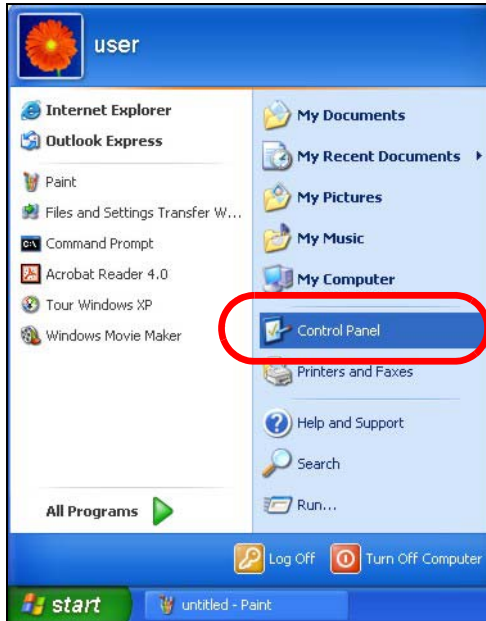 user
Internet Explorer
Outlook Express
Paint
Files and Settings Transfer W...
Command Prompt
Acrobat Reader 4.0
Tour Windows XP
Windows Movie Maker
All Programs
My Documents
My Recent Documents
My Pictures
My Music
My Computer
Control Panel
Printers and Faxes
Help and Support
Search
Run...
Log Off
Turn Off Computer
start
untitled - Paint